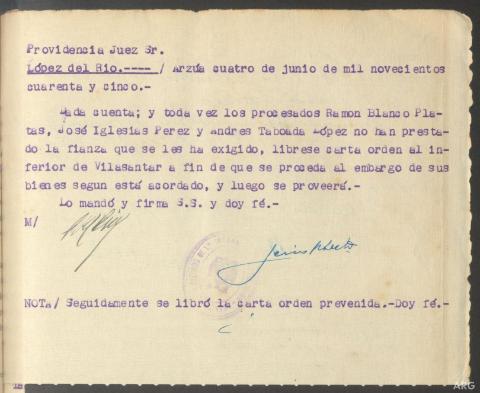 Providencia Juez Sr.
López del Rio.---- / Arzúa cuatro de junio de mil novecientos
cuarenta y cinco.-
Dada cuenta; y toda vez los procesados Ramon Blanco Pla-
tas, José Iglesias Perez y Andres Taboada López no han presta-
do la fianza que se les ha exigido, librese carta orden al in-
ferior de Vilasantar a fin de que se proceda al embargo de sus
bienes segun está acordado, y luego se proveerá.-
Lo mandó y firma S.S. y doy fé.-
M/
NOTA/ Seguidamente se libró la carta orden prevenida.-Doy fé.-
ARG